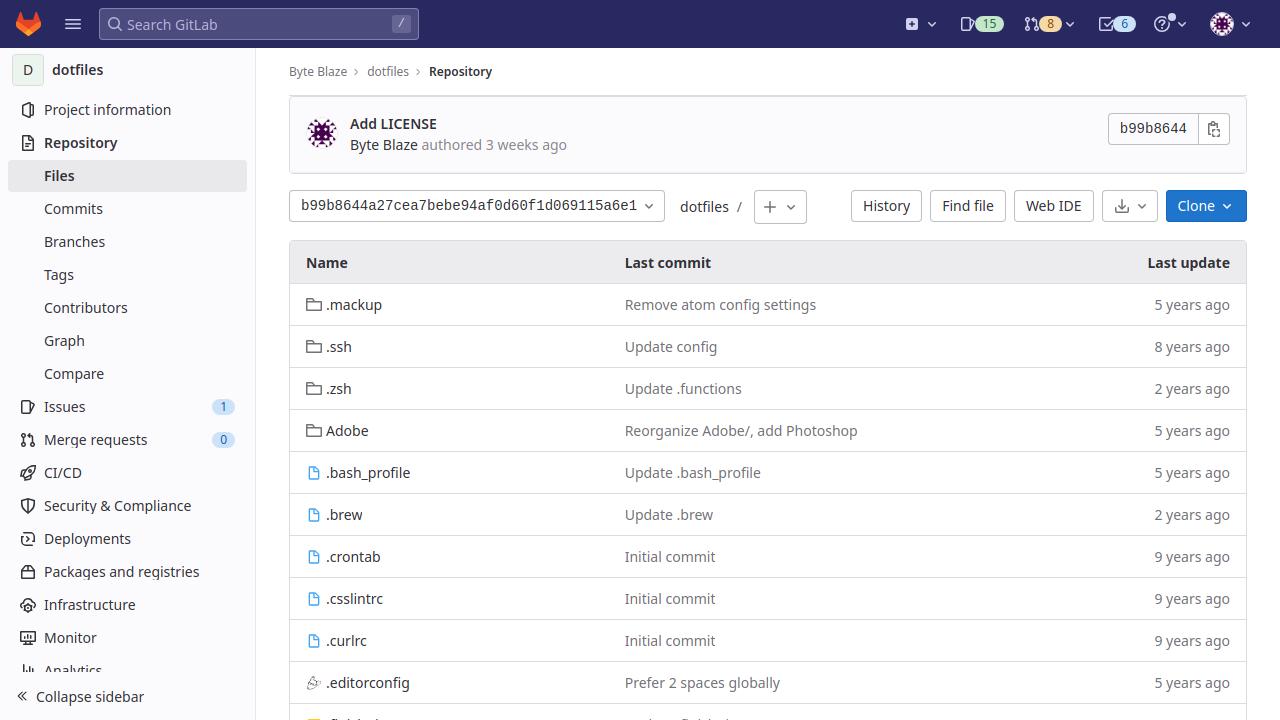 Search GitLab
/
15
8
6
D
dotfiles
Project information
Repository
Files
Commits
Branches
Tags
Contributors
Graph
Compare
Issues
1
Merge requests
0
CI/CD
Security & Compliance
Deployments
Packages and registries
Infrastructure
Monitor
Analytics
Collapse sidebar
Byte Blaze
dotfiles
Repository
Add LICENSE
Byte Blaze authored 3 weeks ago
b99b8644
b99b8644a27cea7bebe94af0d60f1d069115a6e1
dotfiles /
History
Find file
Web IDE
Clone
Name Last commit Last update
.mackup Remove atom config settings 5 years ago
.ssh Update config 8 years ago
.zsh Update .functions 2 years ago
Adobe Reorganize Adobe/, add Photoshop 5 years ago
.bash_profile Update .bash_profile 5 years ago
.brew Update .brew 2 years ago
.crontab Initial commit 9 years ago
.csslintrc Initial commit 9 years ago
.curlrc Initial commit 9 years ago
.editorconfig Prefer 2 spaces globally 5 years ago